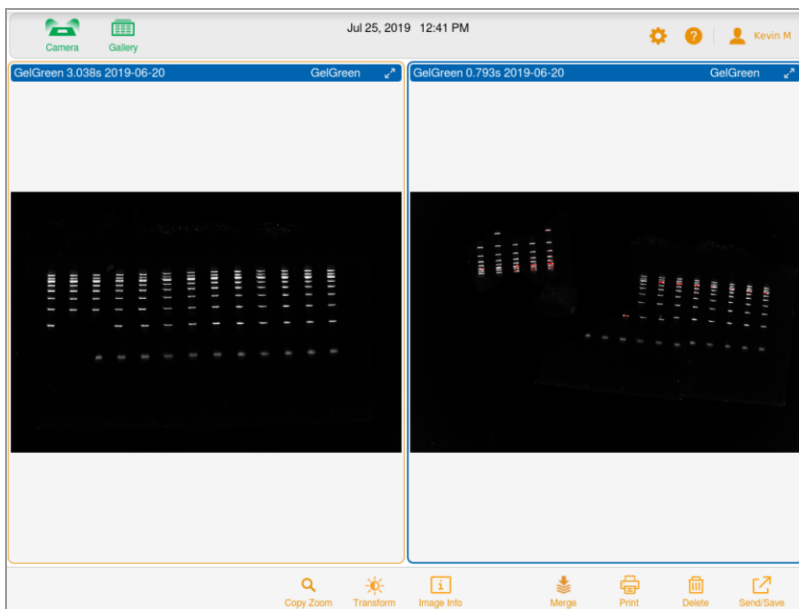 Jul 25, 2019 12:41 PM
Camera
Gallery
Kevin M
GelGreen 3.038s 2019-06-20 GelGreen
GelGreen 0.793s 2019-06-20 GelGreen
Copy Zoom
Transform
Image Info
Merge
Print
Delete
Send/Save